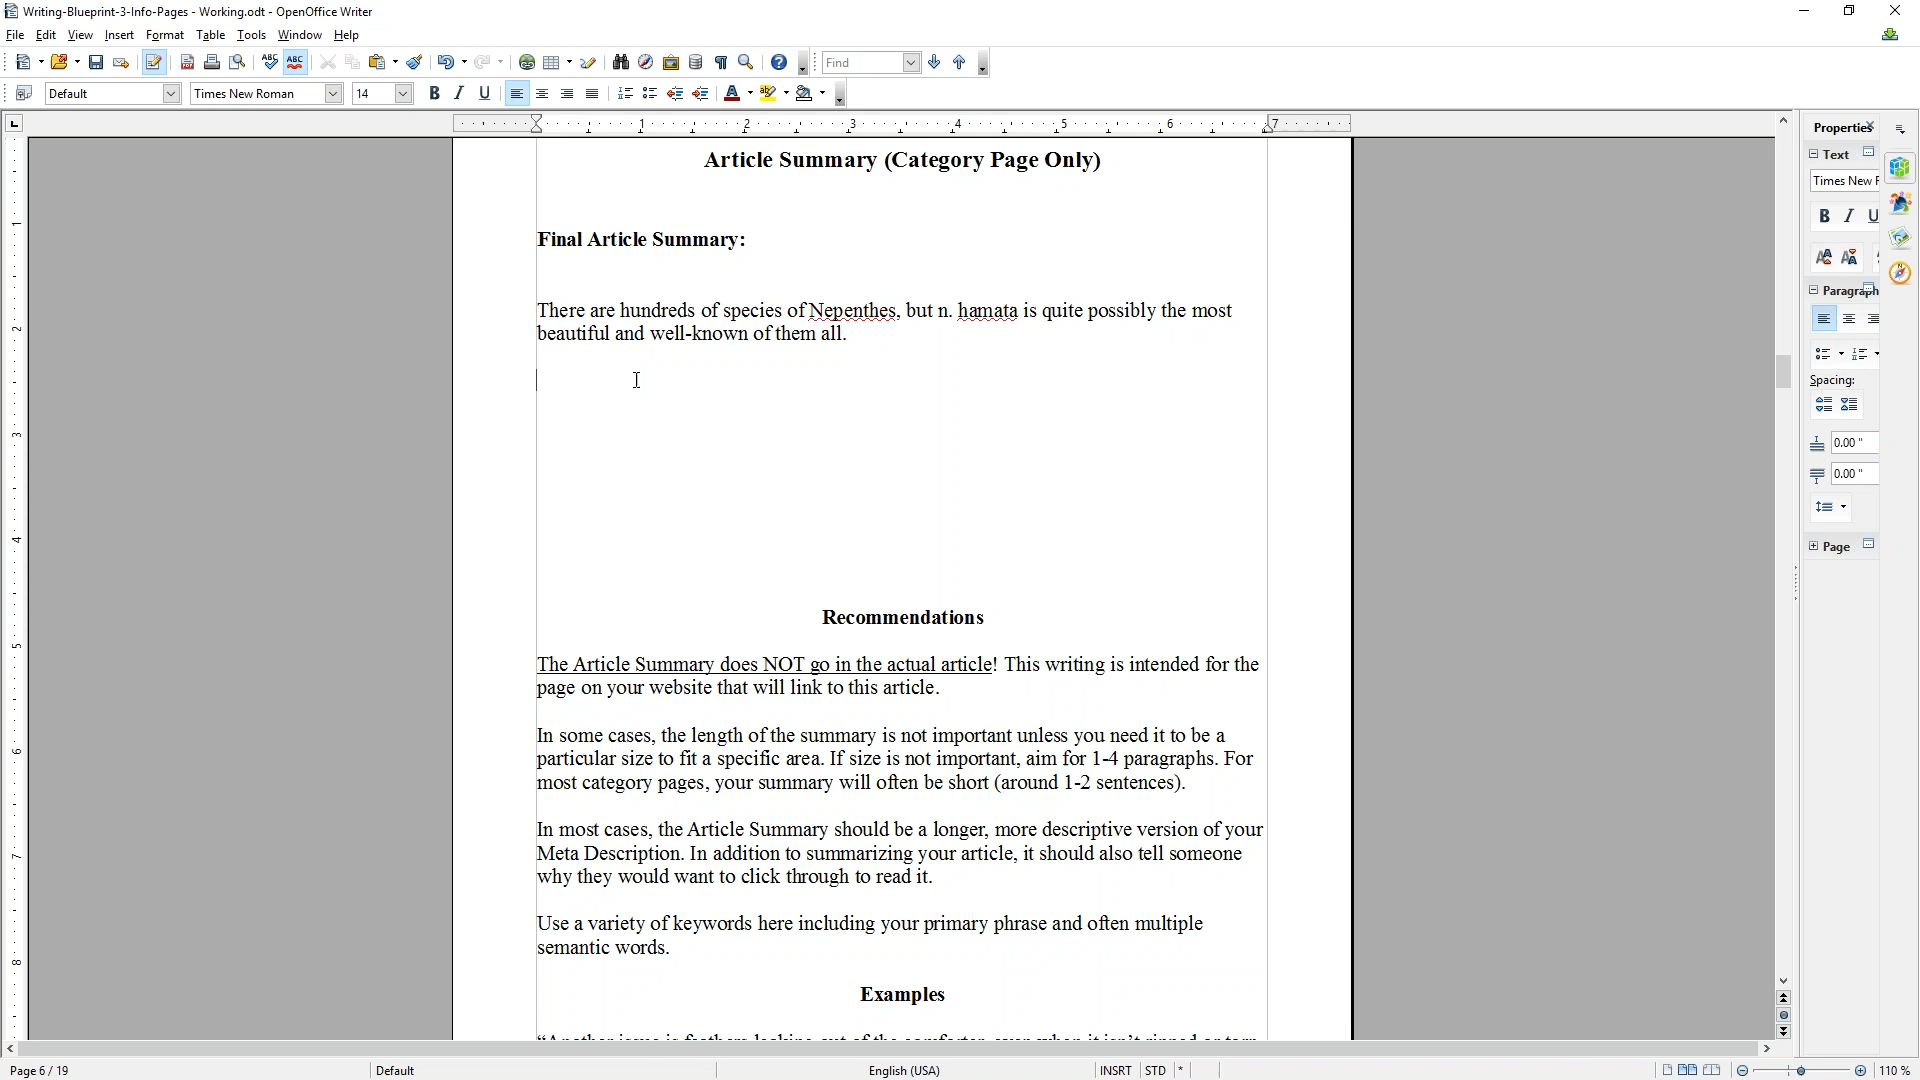 Writing-Blueprint-3-Info-Pages - Working.odt - OpenOffice Writer
File Edit View Insert Format Table Tools Window Help
Find
Default Times New Roman 14
1 2 3 4 5 6 7
Properties
Text
Times New
Paragraph
Spacing:
0.00 "
0.00 "
Page
Article Summary (Category Page Only)
Final Article Summary:
There are hundreds of species of Nepenthes, but n. hamata is quite possibly the most
beautiful and well-known of them all.
Recommendations
The Article Summary does NOT go in the actual article! This writing is intended for the
page on your website that will link to this article.
In some cases, the length of the summary is not important unless you need it to be a
particular size to fit a specific area. If size is not important, aim for 1-4 paragraphs. For
most category pages, your summary will often be short (around 1-2 sentences).
In most cases, the Article Summary should be a longer, more descriptive version of your
Meta Description. In addition to summarizing your article, it should also tell someone
why they would want to click through to read it.
Use a variety of keywords here including your primary phrase and often multiple
semantic words.
Examples
Page 6 / 19 Default English (USA) INSRT STD * 110 %